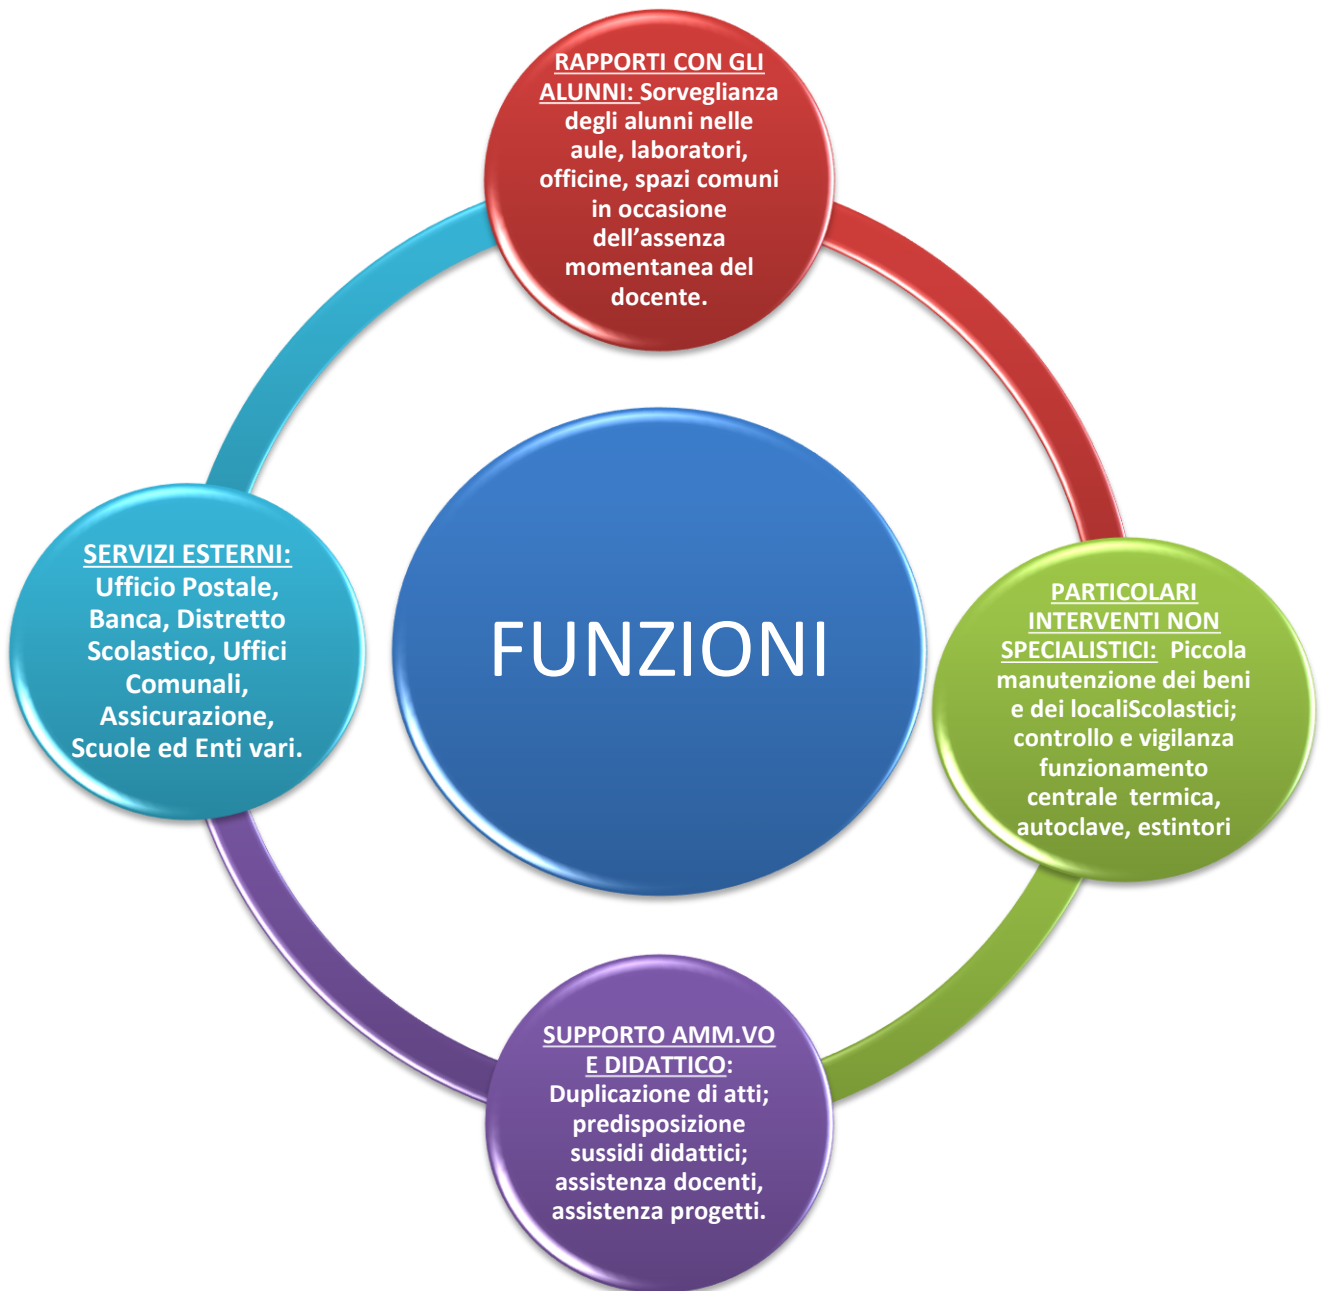 RAPPORTI CON GLI
ALUNNI: Sorveglianza
degli alunni nelle
aule, laboratori,
officine, spazi comuni
in occasione
dell’assenza
momentanea del
docente.
SERVIZI ESTERNI:
Ufficio Postale,
Banca, Distretto
Scolastico, Uffici
Comunali,
Assicurazione,
Scuole ed Enti vari.
FUNZIONI
PARTICOLARI
INTERVENTI NON
SPECIALISTICI: Piccola
manutenzione dei beni
e dei localiScolastici;
controllo e vigilanza
funzionamento
centrale termica,
autoclave, estintori
SUPPORTO AMM.VO
E DIDATTICO:
Duplicazione di atti;
predisposizione
sussidi didattici;
assistenza docenti,
assistenza progetti.